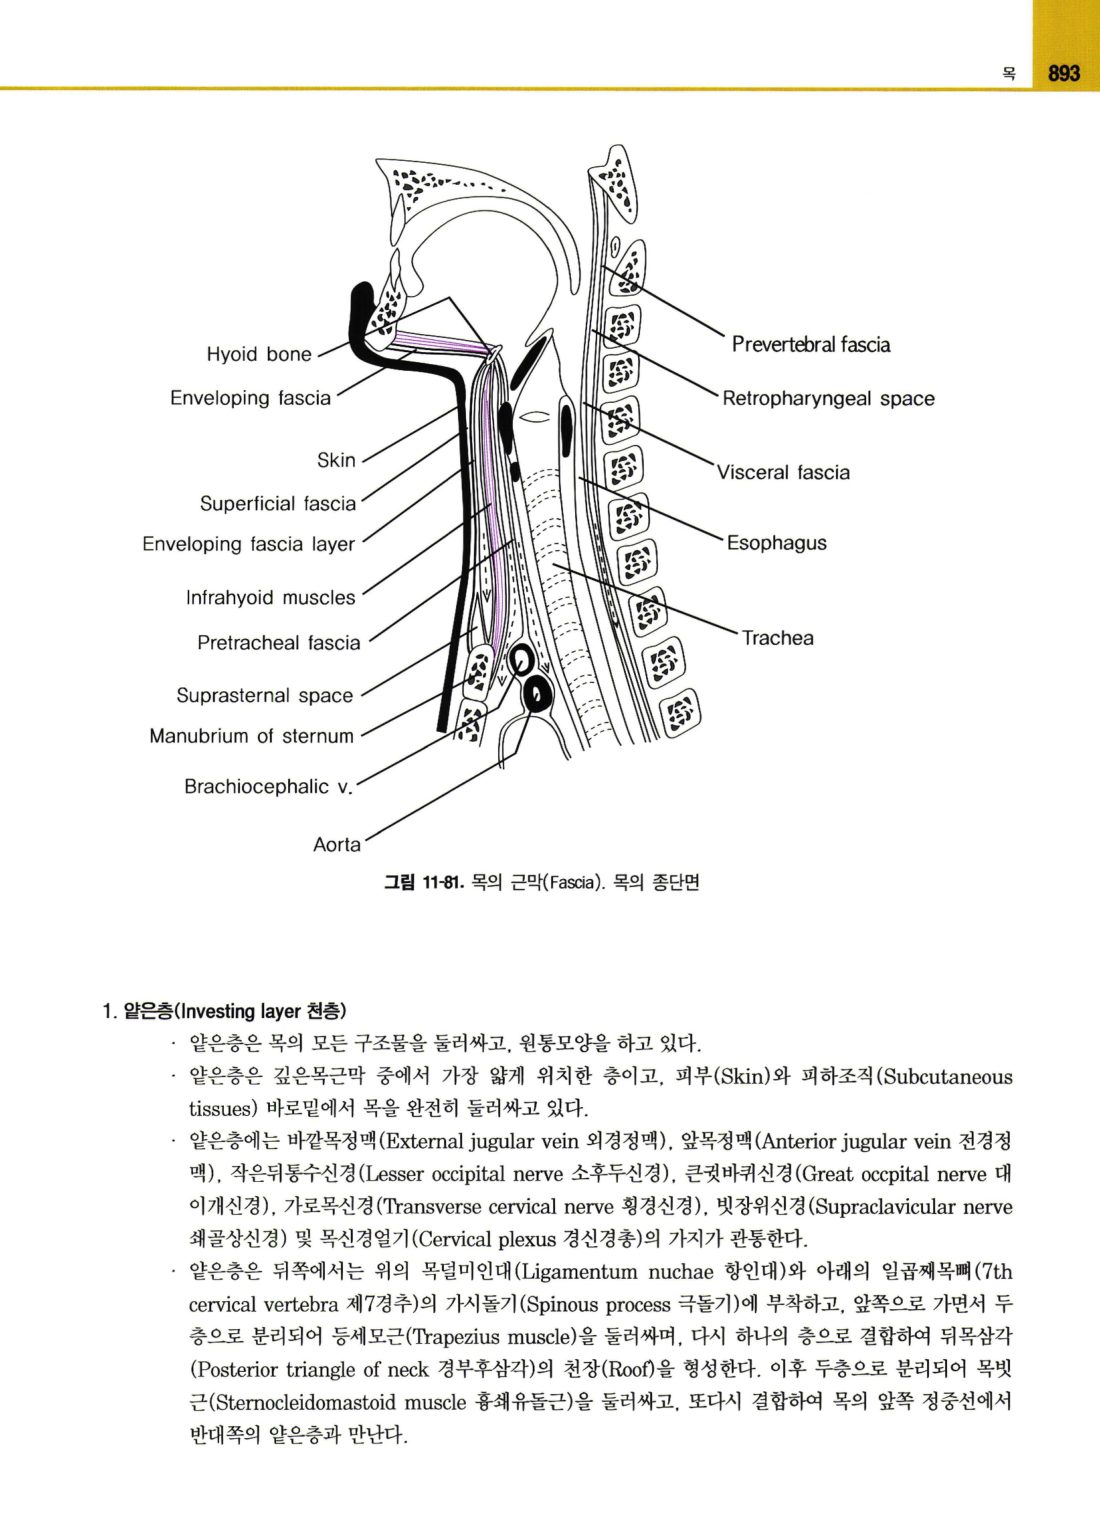 목 893
Hyoid bone
Enveloping fascia
Skin
Superficial fascia
Enveloping fascia layer
Infrahyoid muscles
Pretracheal fascia
Suprasternal space
Manubrium of sternum
Brachiocephalic v.
Aorta
Prevertebral fascia
Retropharyngeal space
Visceral fascia
Esophagus
Trachea
그림 11-81. 목의 근막(Fascia). 목의 종단면
1. 얕은층(Investing layer 천층)
· 얕은층은 목의 모든 구조물을 둘러싸고, 원통모양을 하고 있다.
· 얕은층은 깊은목근막 중에서 가장 얇게 위치한 층이고, 피부(Skin)와 피하조직(Subcutaneous
tissues) 바로밑에서 목을 완전히 둘러싸고 있다.
· 얕은층에는 바깥목정맥(External jugular vein 외경정맥), 앞목정맥(Anterior jugular vein 전경정
맥), 작은뒤통수신경(Lesser occipital nerve 소후두신경), 큰귓바퀴신경(Great occpital nerve 대
이개신경), 가로목신경(Transverse cervical nerve 횡경신경), 빗장위신경(Supraclavicular nerve
쇄골상신경) 및 목신경얼기(Cervical plexus 경신경총)의 가지가 관통한다.
· 얕은층은 뒤쪽에서는 위의 목덜미인대(Ligamentum nuchae 항인대)와 아래의 일곱째목뼈(7th
cervical vertebra 제7경추)의 가시돌기(Spinous process 극돌기)에 부착하고, 앞쪽으로 가면서 두
층으로 분리되어 등세모근(Trapezius muscle)을 둘러싸며, 다시 하나의 층으로 결합하여 뒤목삼각
(Posterior triangle of neck 경부후삼각)의 천장(Roof)을 형성한다. 이후 두층으로 분리되어 목빗
근(Sternocleidomastoid muscle 흉쇄유돌근)을 둘러싸고, 또다시 결합하여 목의 앞쪽 정중선에서
반대쪽의 얕은층과 만난다.